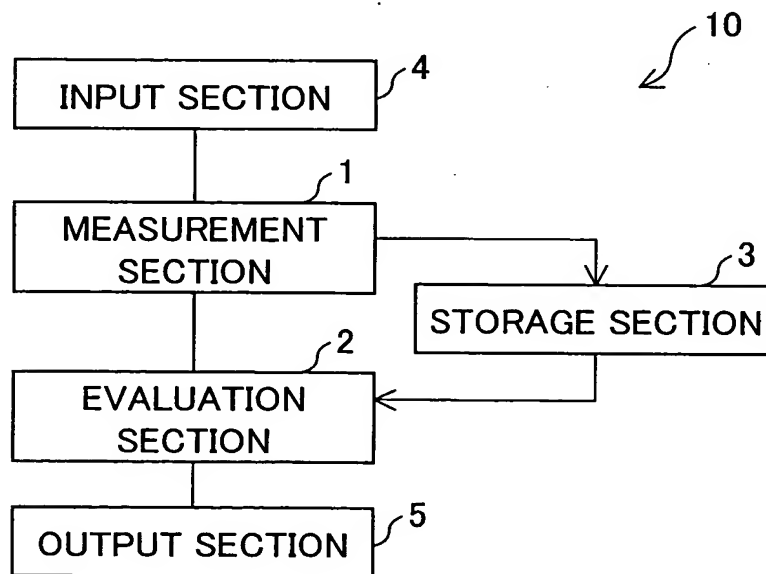 10
4
INPUT SECTION
1
MEASUREMENT
SECTION
3
STORAGE SECTION
2
EVALUATION
SECTION
5
OUTPUT SECTION